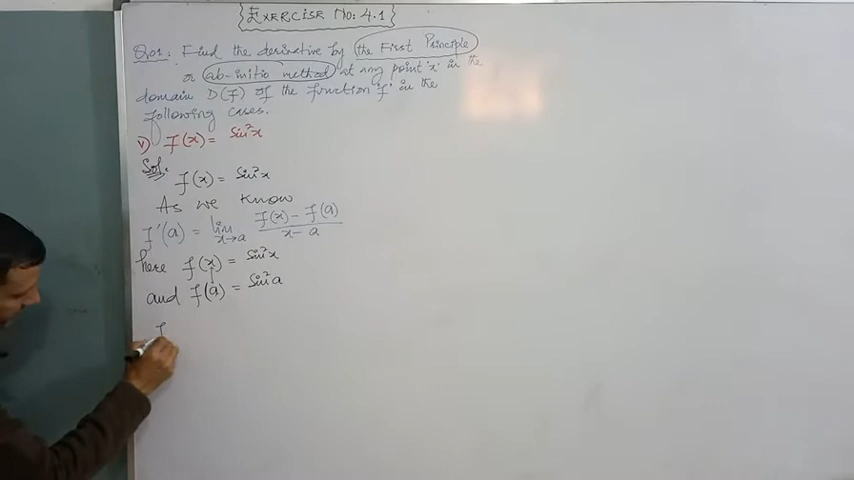 EXERCISE NO: 4.1
Q01: Find the derivative by the First Principle
or ab-initio method at any point 'x' in the
domain D(f) of the function 'f' in the
following cases.
v) f(x) = Sin²x
Sol.
f(x) = Sin²x
As we know
f'(a) = lim x→a f(x) - f(a) / x - a
here f(x) = Sin²x
and f(a) = Sin²a
f